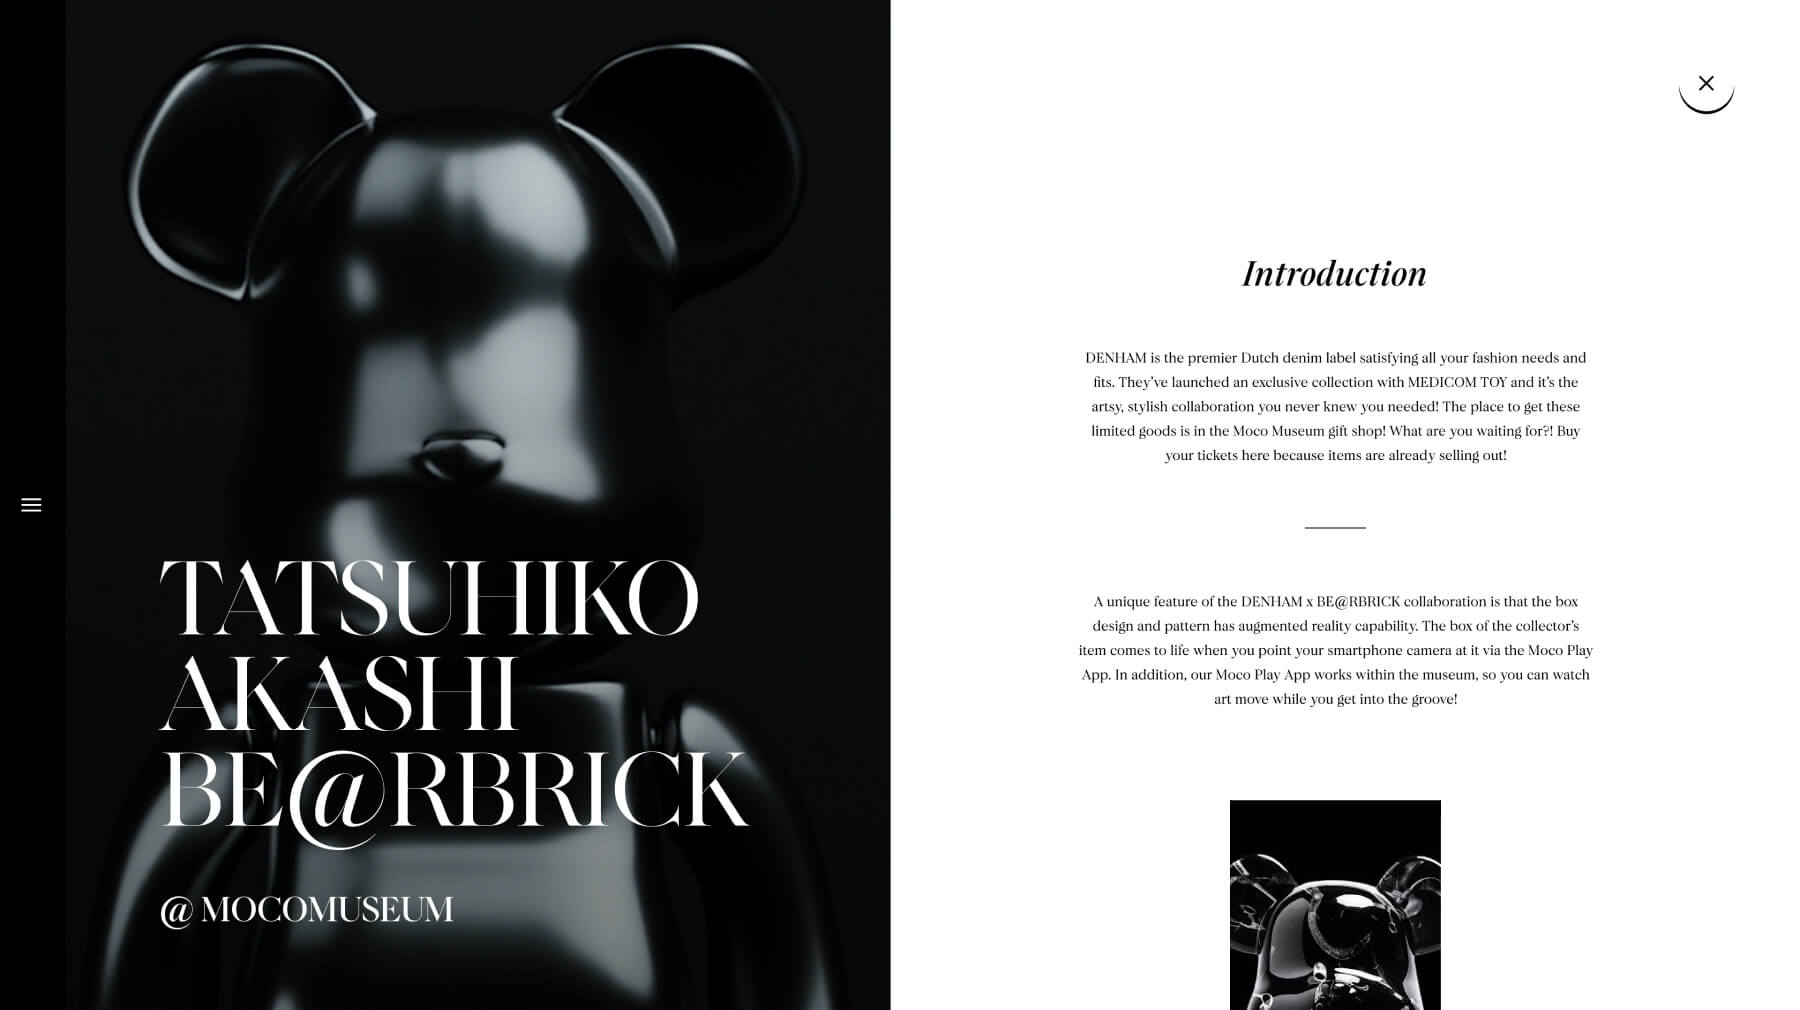 TATSUHIKO
AKASHI
BE@RBRICK
@ MOCOMUSEUM
Introduction
DENHAM is the premier Dutch denim label satisfying all your fashion needs and
fits. They’ve launched an exclusive collection with MEDICOM TOY and it’s the
artsy, stylish collaboration you never knew you needed! The place to get these
limited goods is in the Moco Museum gift shop! What are you waiting for?! Buy
your tickets here because items are already selling out!
A unique feature of the DENHAM x BE@RBRICK collaboration is that the box
design and pattern has augmented reality capability. The box of the collector’s
item comes to life when you point your smartphone camera at it via the Moco Play
App. In addition, our Moco Play App works within the museum, so you can watch
art move while you get into the groove!